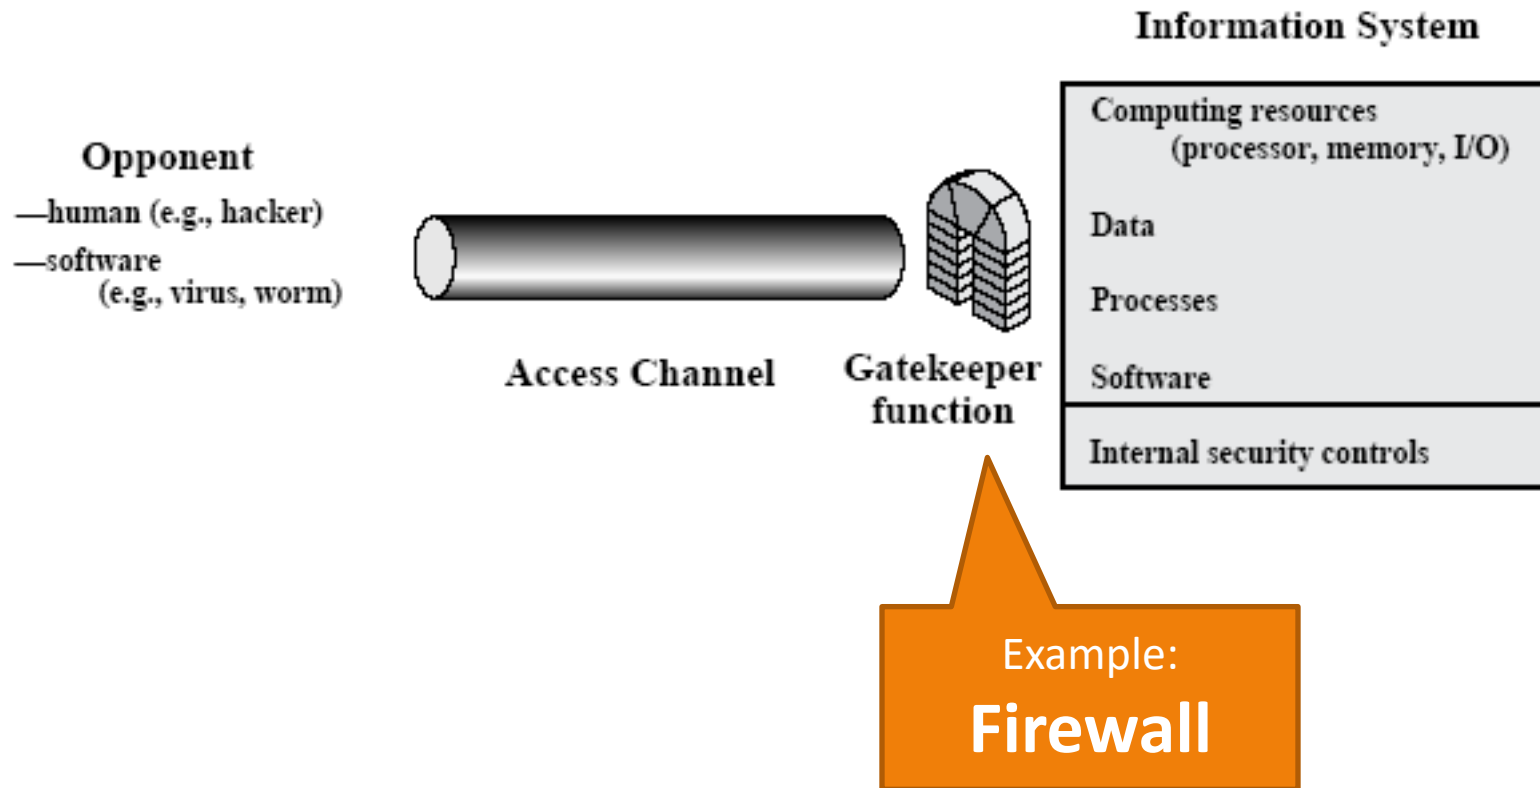 Information System
Opponent
—human (e.g., hacker)
—software
(e.g., virus, worm)
Access Channel
Gatekeeper
function
Computing resources
(processor, memory, I/O)
Data
Processes
Software
Internal security controls
Example:
Firewall